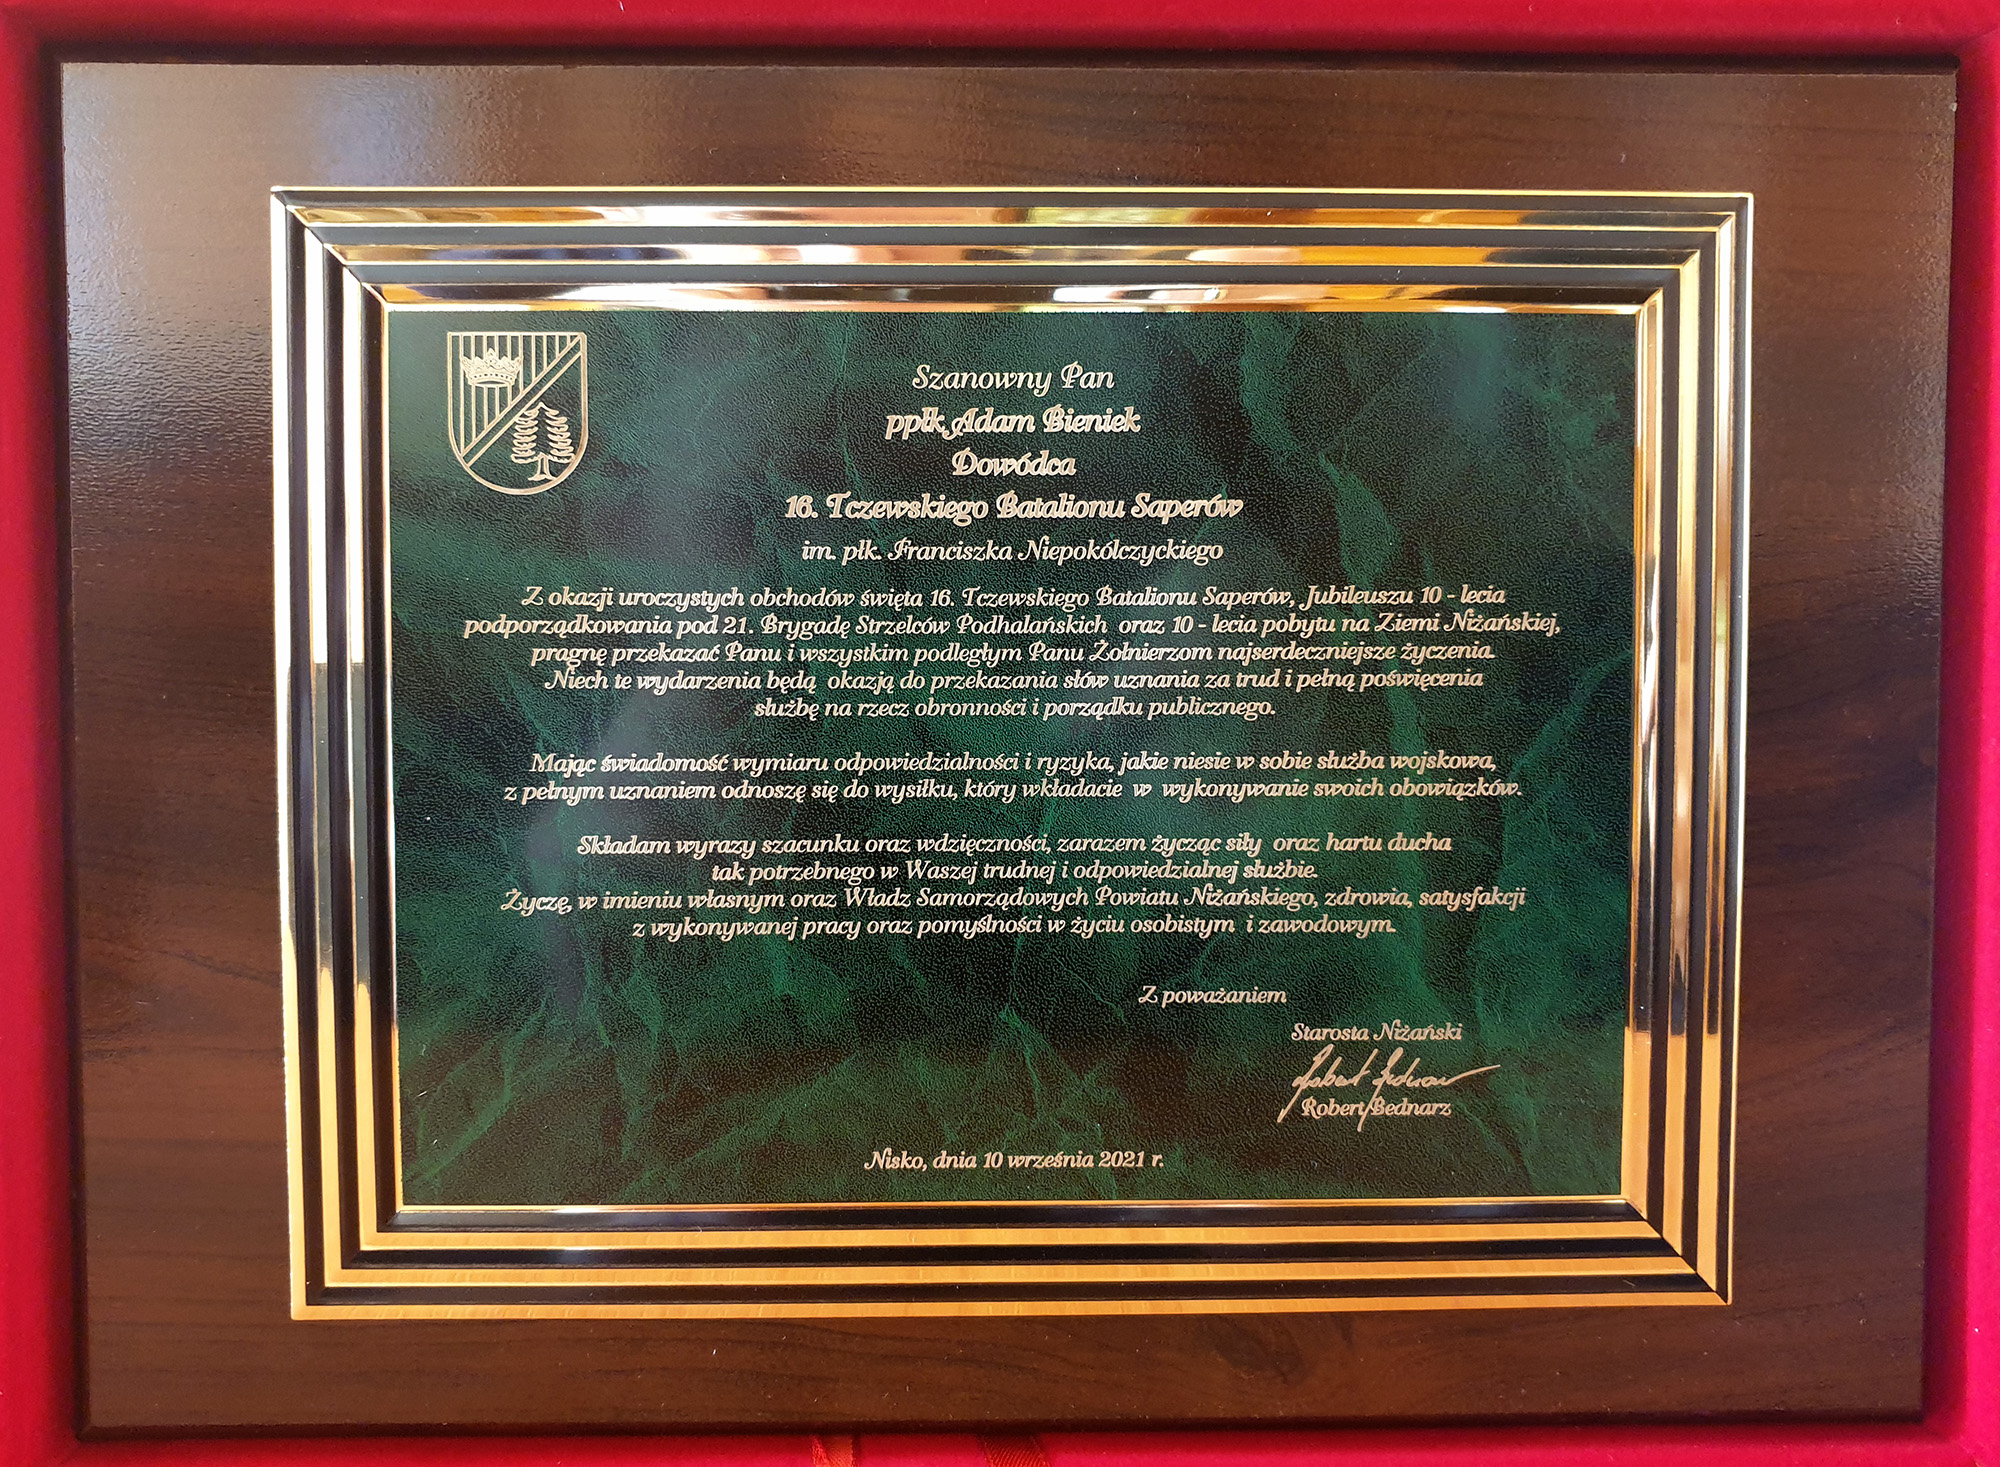 Szanowny Pan
ppłk Adam Bieniek
Dowódca
16. Tczewskiego Batalionu Saperów
im. płk. Franciszka Niepokólczyckiego
Z okazji uroczystych obchodów święta 16. Tczewskiego Batalionu Saperów, Jubileuszu 10 - lecia
podporządkowania pod 21. Brygadę Strzelców Podhalańskich oraz 10 - lecia pobytu na Ziemi Niżańskiej,
pragnę przekazać Panu i wszystkim podległym Panu Żołnierzom najserdeczniejsze życzenia.
Niech te wydarzenia będą okazją do przekazania słów uznania za trud i pełną poświęcenia
służbę na rzecz obronności i porządku publicznego.
Mając świadomość wymiaru odpowiedzialności i ryzyka, jakie niesie w sobie służba wojskowa,
z pełnym uznaniem odnoszę się do wysiłku, który wkładacie w wykonywanie swoich obowiązków.
Składam wyrazy szacunku oraz wdzięczności, zarazem życząc siły oraz hartu ducha
tak potrzebnego w Waszej trudnej i odpowiedzialnej służbie.
Życzę, w imieniu własnym oraz Władz Samorządowych Powiatu Niżańskiego, zdrowia, satysfakcji
z wykonywanej pracy oraz pomyślności w życiu osobistym i zawodowym.
Z poważaniem
Starosta Niżański
Robert Bednarz
Robert Bednarz
Nisko, dnia 10 września 2021 r.